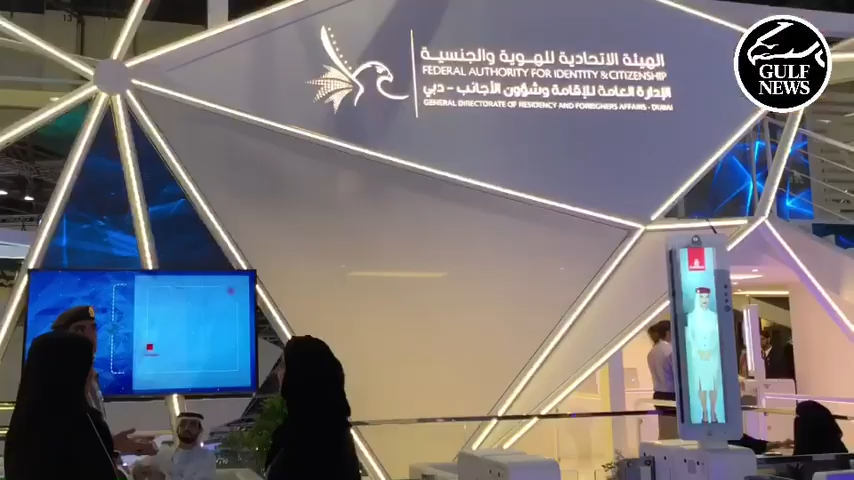 الهيئة الاتحادية للهوية والجنسية
FEDERAL AUTHORITY FOR IDENTITY & CITIZENSHIP
الإدارة العامة للإقامة وشؤون الأجانب - دبي
GENERAL DIRECTORATE OF RESIDENCY AND FOREIGNERS AFFAIRS - DUBAI
GULF
NEWS